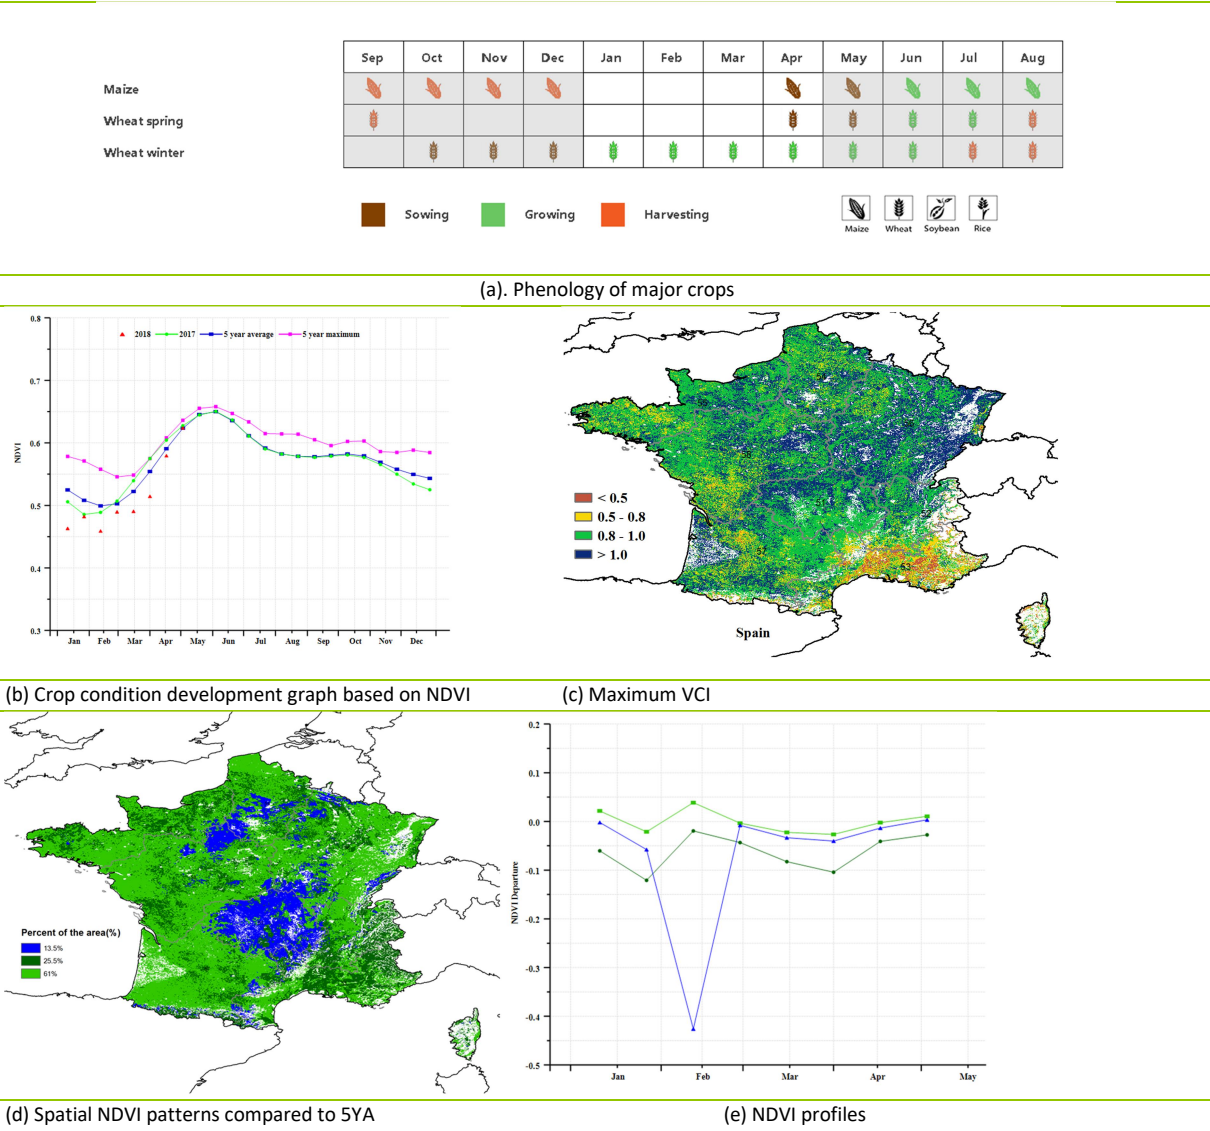 Sep Oct Nov Dec Jan Feb Mar Apr May Jun Jul Aug
Maize
Wheat spring
Wheat winter
Sowing Growing Harvesting
Maize Wheat Soybean Rice
(a). Phenology of major crops
0.8
0.7
0.6
0.5
0.4
0.3
NDVI
2018 2017 5 year average 5 year maximum
Jan Feb Mar Apr May Jun Jul Aug Sep Oct Nov Dec
< 0.5
0.5 - 0.8
0.8 - 1.0
> 1.0
57
53
Spain
(b) Crop condition development graph based on NDVI (c) Maximum VCI
Percent of the area(%)
13.5%
25.5%
61%
0.2
0.1
0.0
-0.1
-0.2
-0.3
-0.4
-0.5
NDVI Departure
Jan Feb Mar Apr May
(d) Spatial NDVI patterns compared to 5YA (e) NDVI profiles